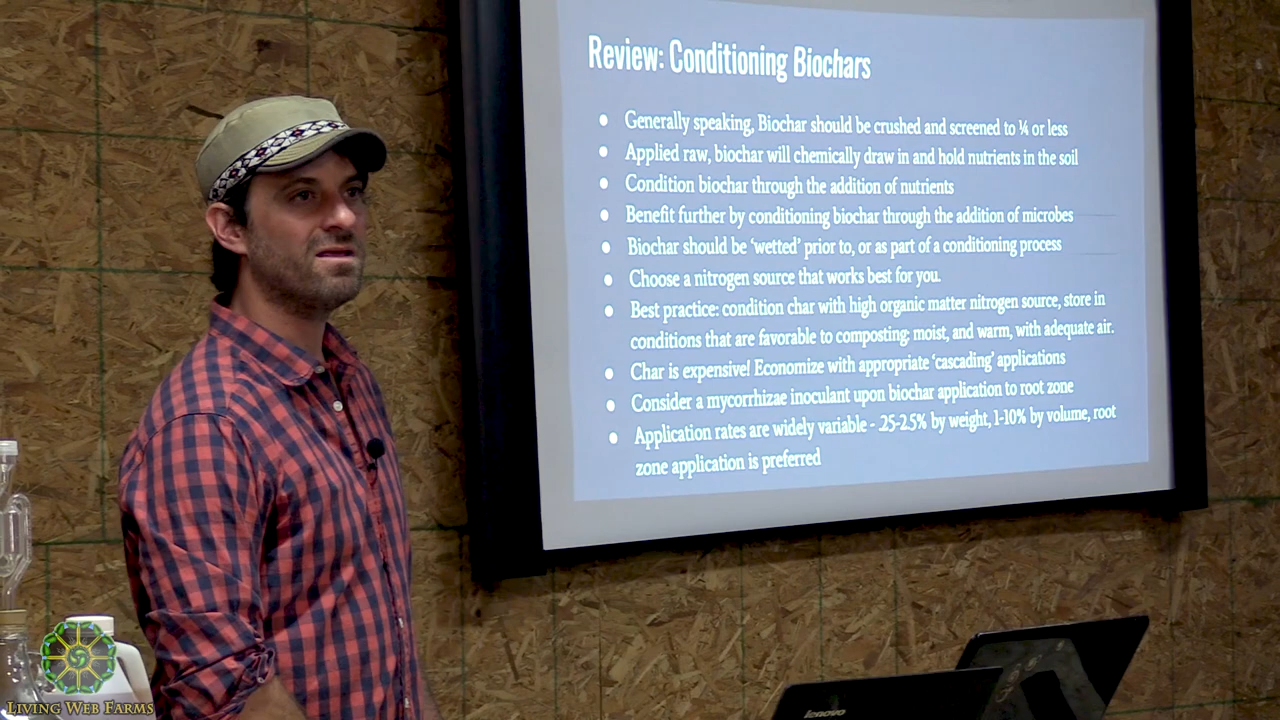 Review: Conditioning Biochars
Generally speaking, Biochar should be crushed and screened to ¼ or less
Applied raw, biochar will chemically draw in and hold nutrients in the soil
Condition biochar through the addition of nutrients
Benefit further by conditioning biochar through the addition of microbes
Biochar should be 'wetted' prior to, or as part of a conditioning process
Choose a nitrogen source that works best for you.
Best practice: condition char with high organic matter nitrogen source, store in
conditions that are favorable to composting: moist, and warm, with adequate air.
Char is expensive! Economize with appropriate 'cascading' applications
Consider a mycorrhizae inoculant upon biochar application to root zone
Application rates are widely variable - .25-2.5% by weight, 1-10% by volume, root
zone application is preferred
lenovo
LIVING WEB FARMS